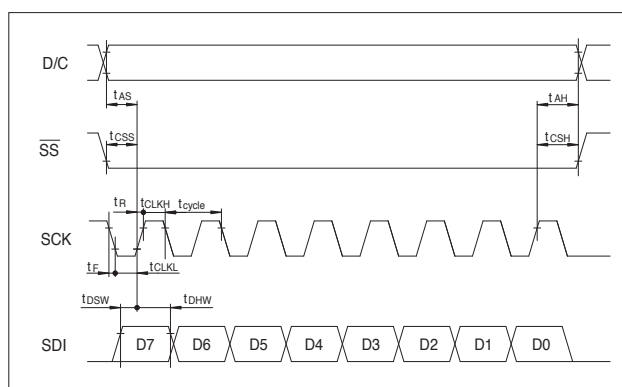 D/C
tAS
tAH
tCSS
tCSH
SS
tR
tCLKH
tcycle
SCK
tF
tCLKL
tDSW
tDHW
SDI
D7
D6
D5
D4
D3
D2
D1
D0